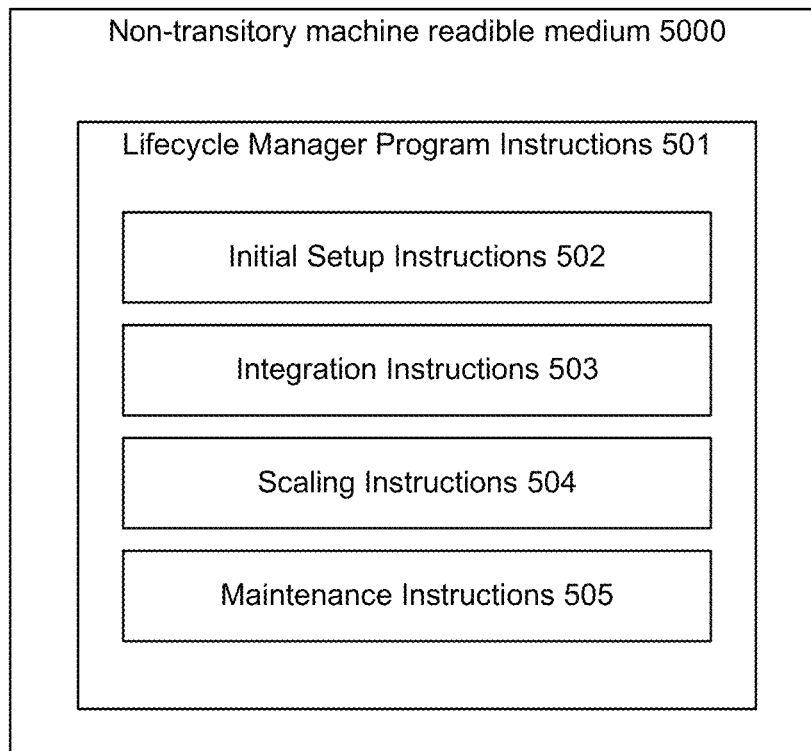 Non-transitory machine readible medium 5000
Lifecycle Manager Program Instructions 501
Initial Setup Instructions 502
Integration Instructions 503
Scaling Instructions 504
Maintenance Instructions 505